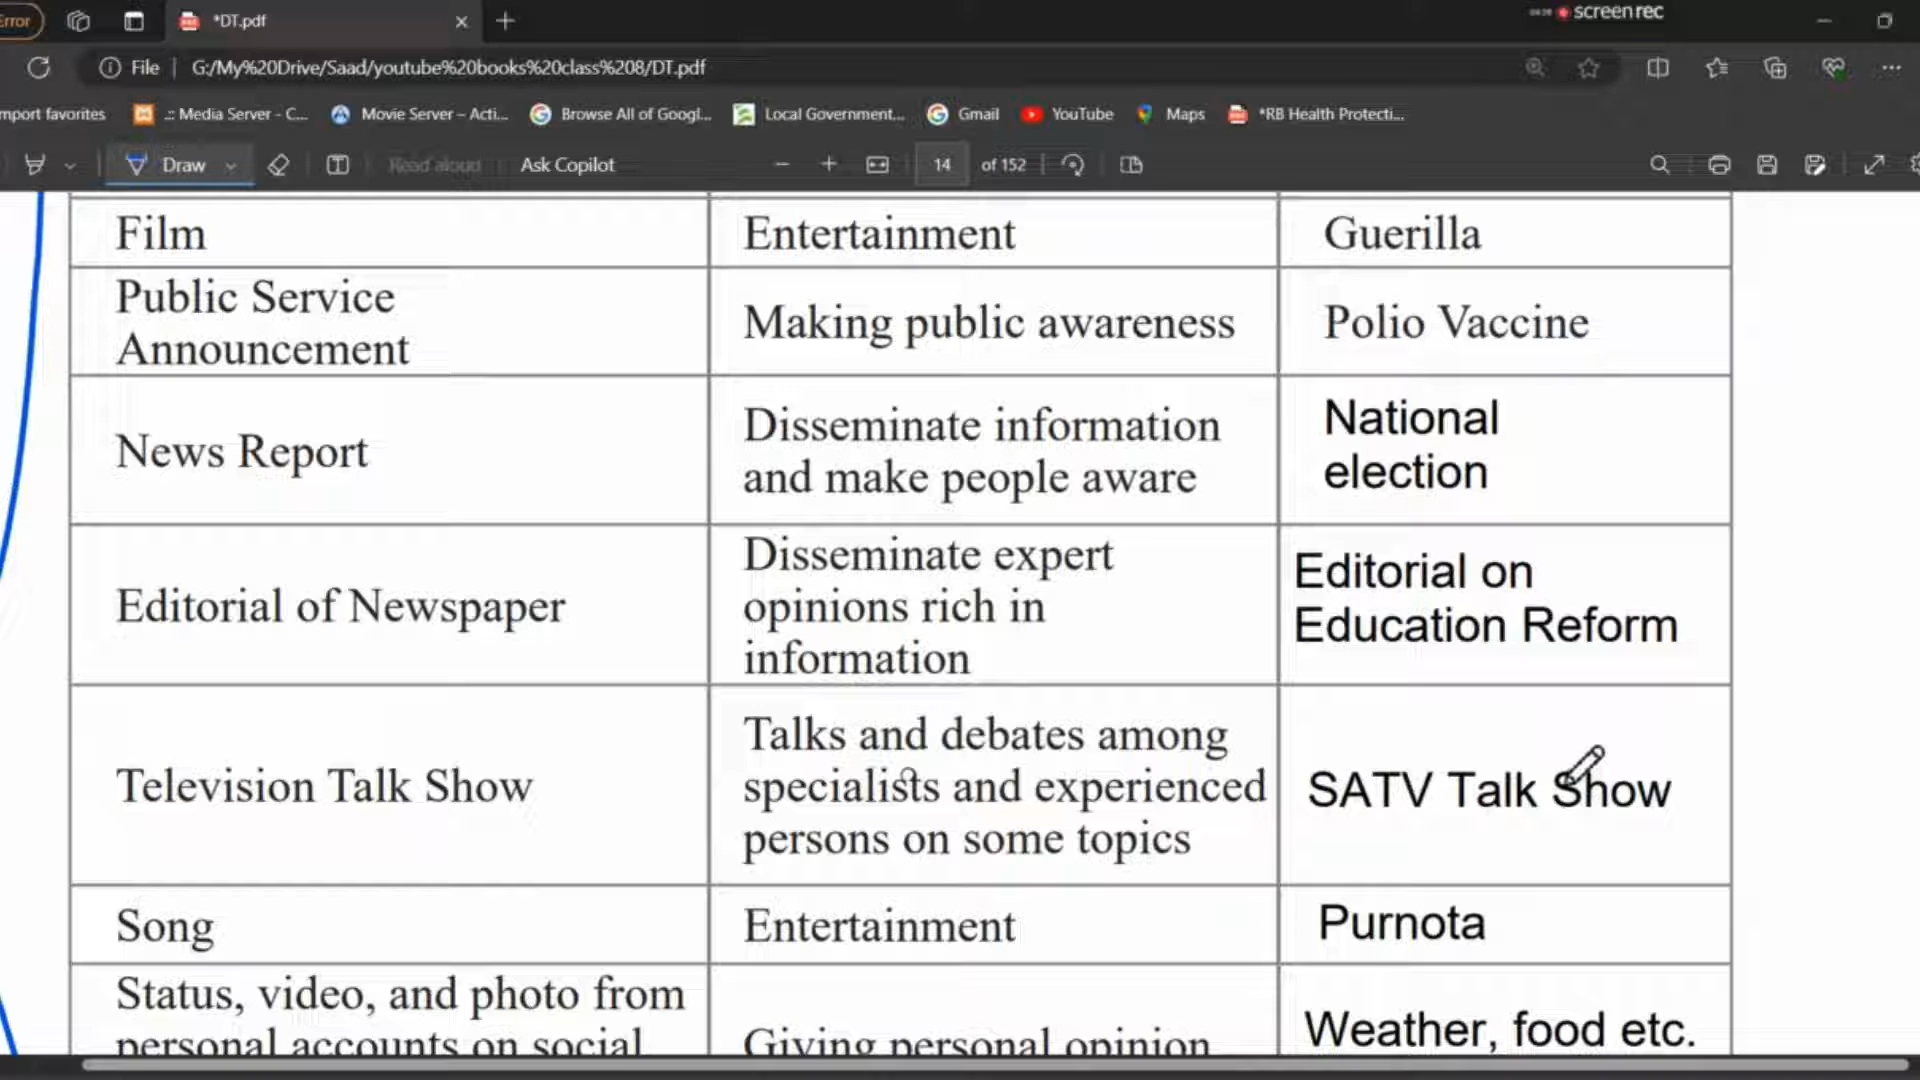 Error
*DT.pdf
screenrec
File
G:/My%20Drive/Saad/youtube%20books%20class%208/DT.pdf
mport favorites
.:: Media Server - C...
Movie Server – Acti...
Browse All of Googl...
Local Government...
Gmail
YouTube
Maps
*RB Health Protecti...
Draw
Read aloud
Ask Copilot
14
of 152
Film
Entertainment
Guerilla
Public Service
Announcement
Making public awareness
Polio Vaccine
News Report
Disseminate information
and make people aware
National
election
Editorial of Newspaper
Disseminate expert
opinions rich in
information
Editorial on
Education Reform
Television Talk Show
Talks and debates among
specialists and experienced
persons on some topics
SATV Talk Show
Song
Entertainment
Purnota
Status, video, and photo from
personal accounts on social
Giving personal opinion
Weather, food etc.